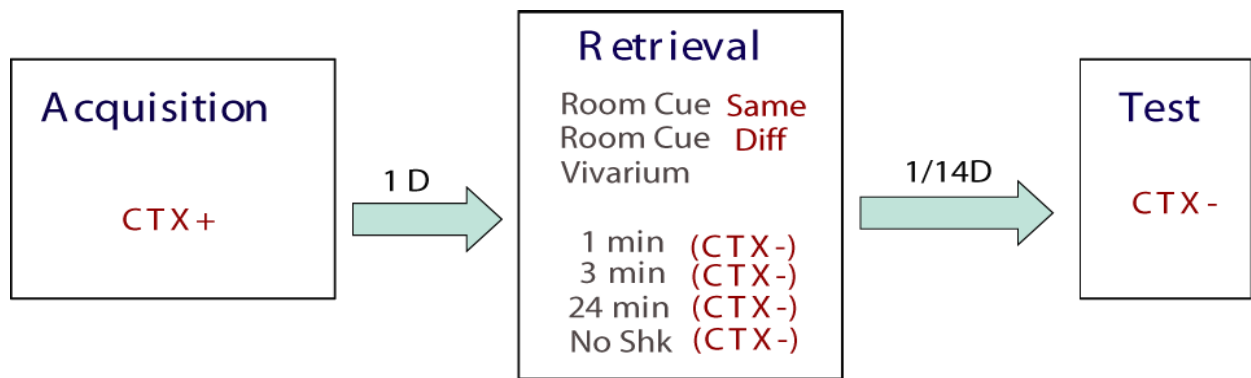 Acquisition
CTX+
1 D
Retrieval
Room Cue Same
Room Cue Diff
Vivarium
1 min (CTX-)
3 min (CTX-)
24 min (CTX-)
No Shk (CTX-)
1/14D
Test
CTX-